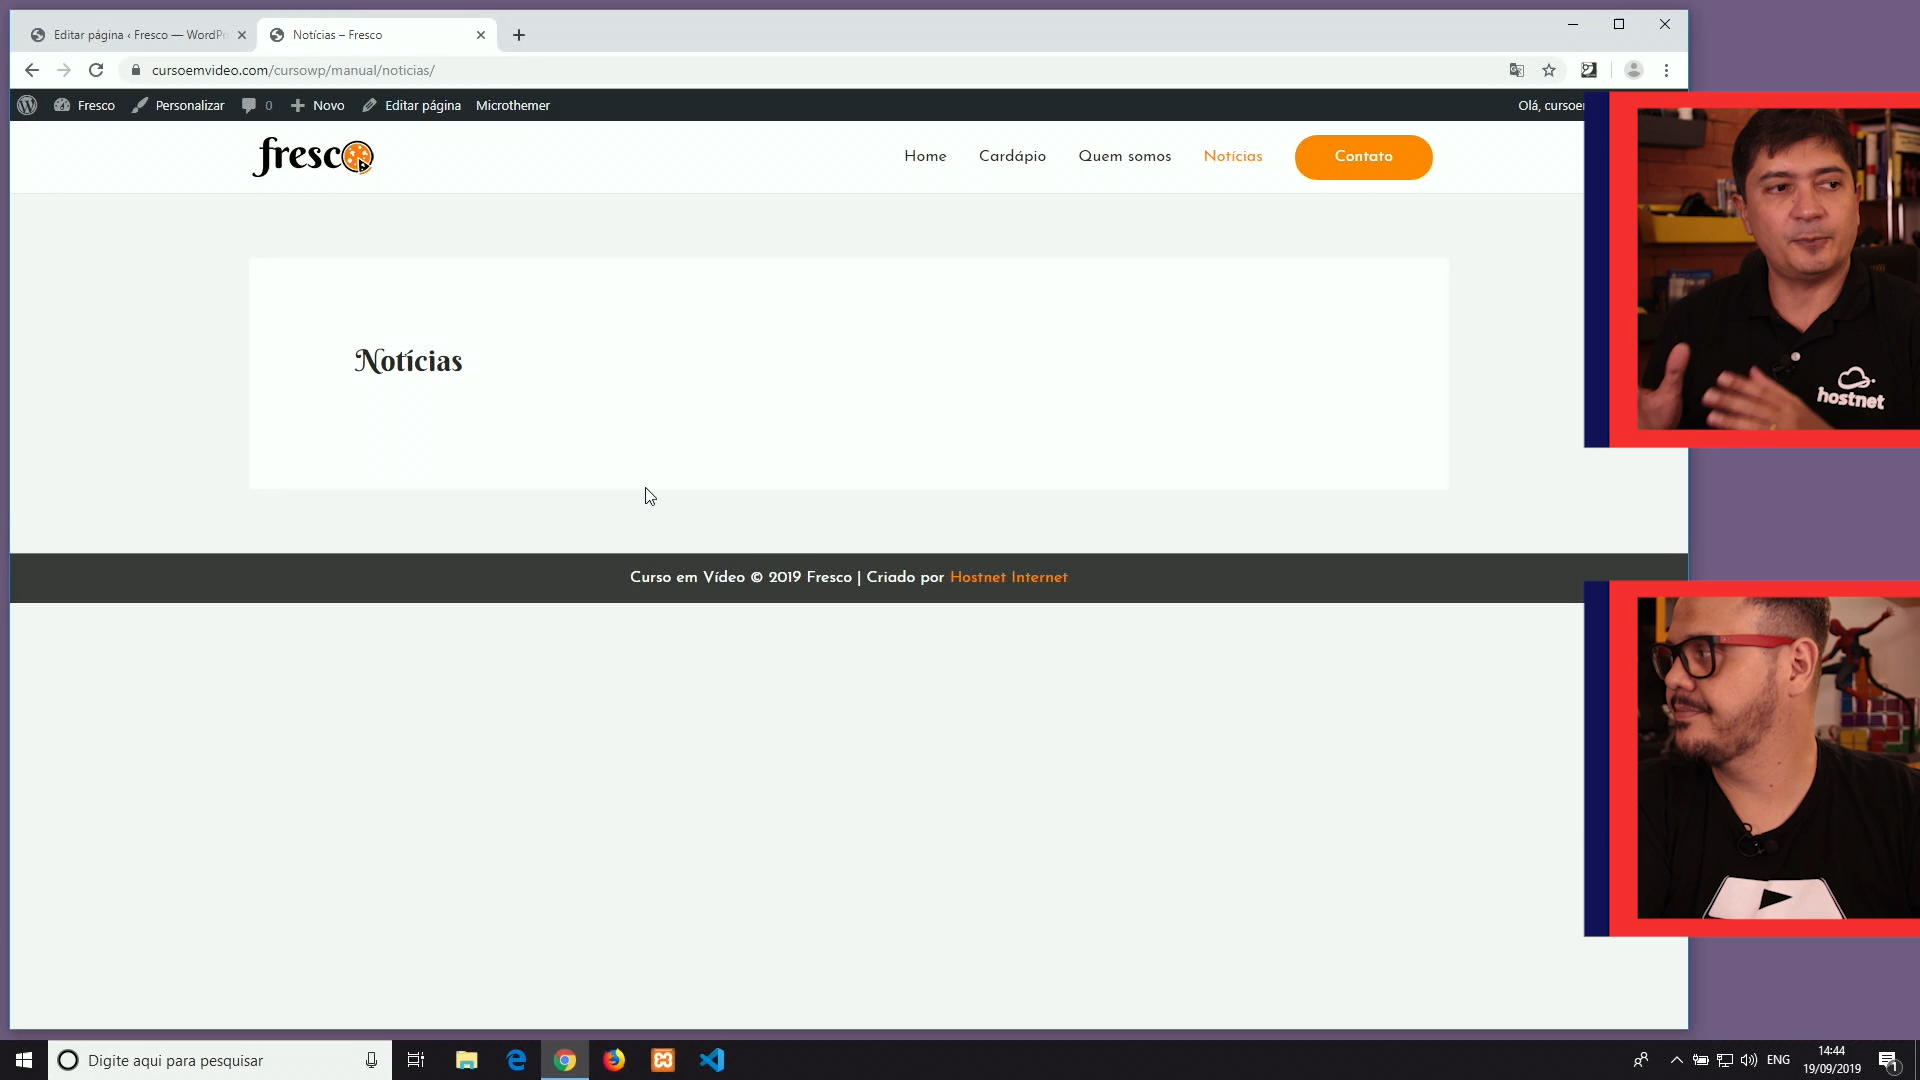 Editar página ‹ Fresco — WordPr
Notícias – Fresco
cursoemvideo.com/cursowp/manual/noticias/
Fresco
Personalizar
0
Novo
Editar página
Microthemer
Olá, cursoem
fresco
Home
Cardápio
Quem somos
Notícias
Contato
Notícias
Curso em Vídeo © 2019 Fresco | Criado por Hostnet Internet
hostnet
Digite aqui para pesquisar
ENG
14:44
19/09/2019
1